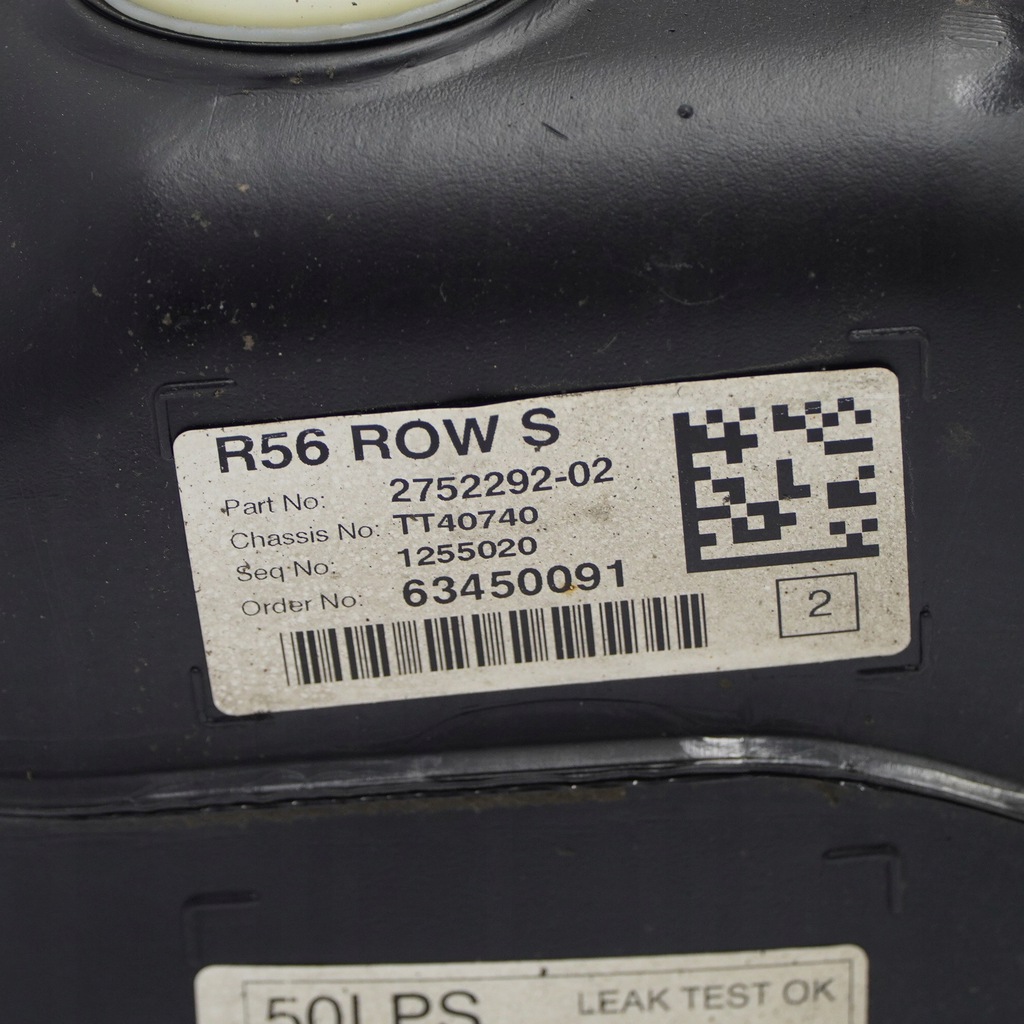 R56 ROW S
Part No: 2752292-02
Chassis No: TT40740
Seq No: 1255020
Order No: 63450091
2
50LPS LEAK TEST OK